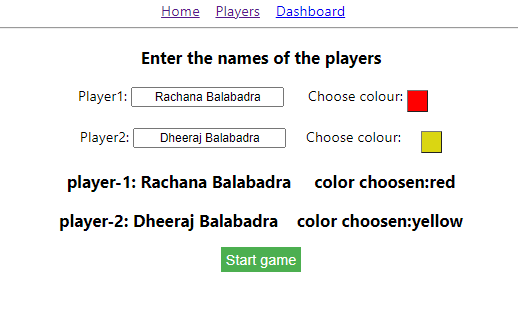 Home Players Dashboard
Enter the names of the players
Player1: Rachana Balabadra Choose colour:
Player2: Dheeraj Balabadra Choose colour:
player-1: Rachana Balabadra color choosen:red
player-2: Dheeraj Balabadra color choosen:yellow
Start game